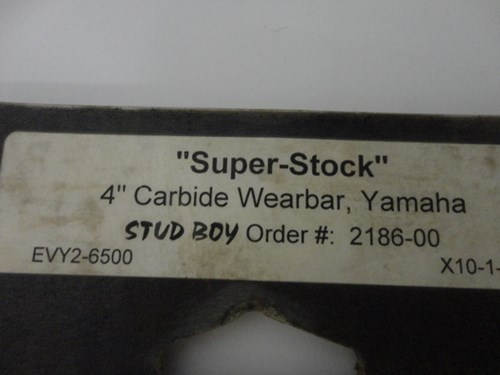 "Super-Stock"
4" Carbide Wearbar, Yamaha
STUD BOY Order #: 2186-00
EVY2-6500 X10-1-